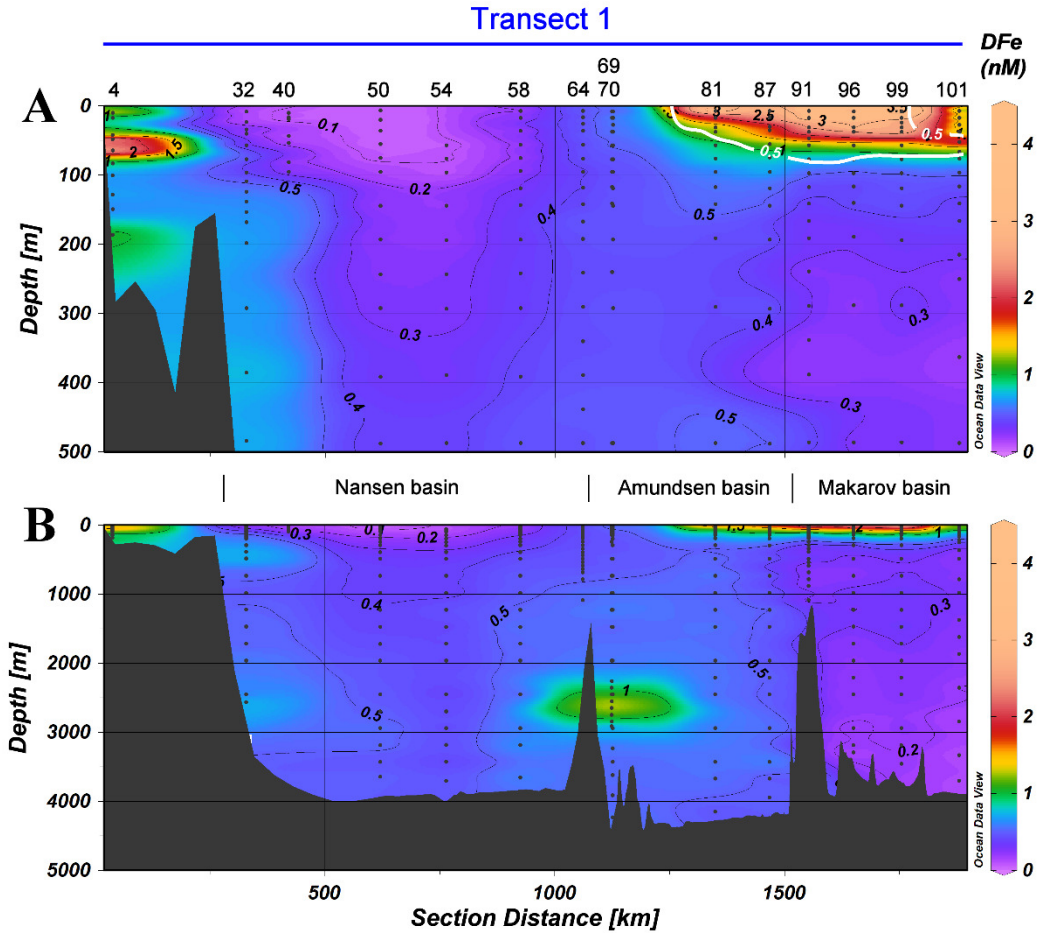 Transect 1
DFe
(nM)
69
A 4 32 40 50 54 58 64 70 81 87 91 96 99 101
0
100
200
300
400
500
Depth [m]
1 2 1 1.5 0.1 0.2 0.5 0.3 0.4 0.4 0.5 0.4 0.5 0.5 0.5 0.3 0.3 3 2.5 3 3.5
Ocean Data View
4
3
2
1
0
| Nansen basin | Amundsen basin | Makarov basin
B
0
1000
2000
3000
4000
5000
Depth [m]
0.3 0.1 0.2 0.4 0.5 0.5 1 0.5 1.5 2 1 0.3 0.2
Ocean Data View
4
3
2
1
0
500 1000 1500
Section Distance [km]